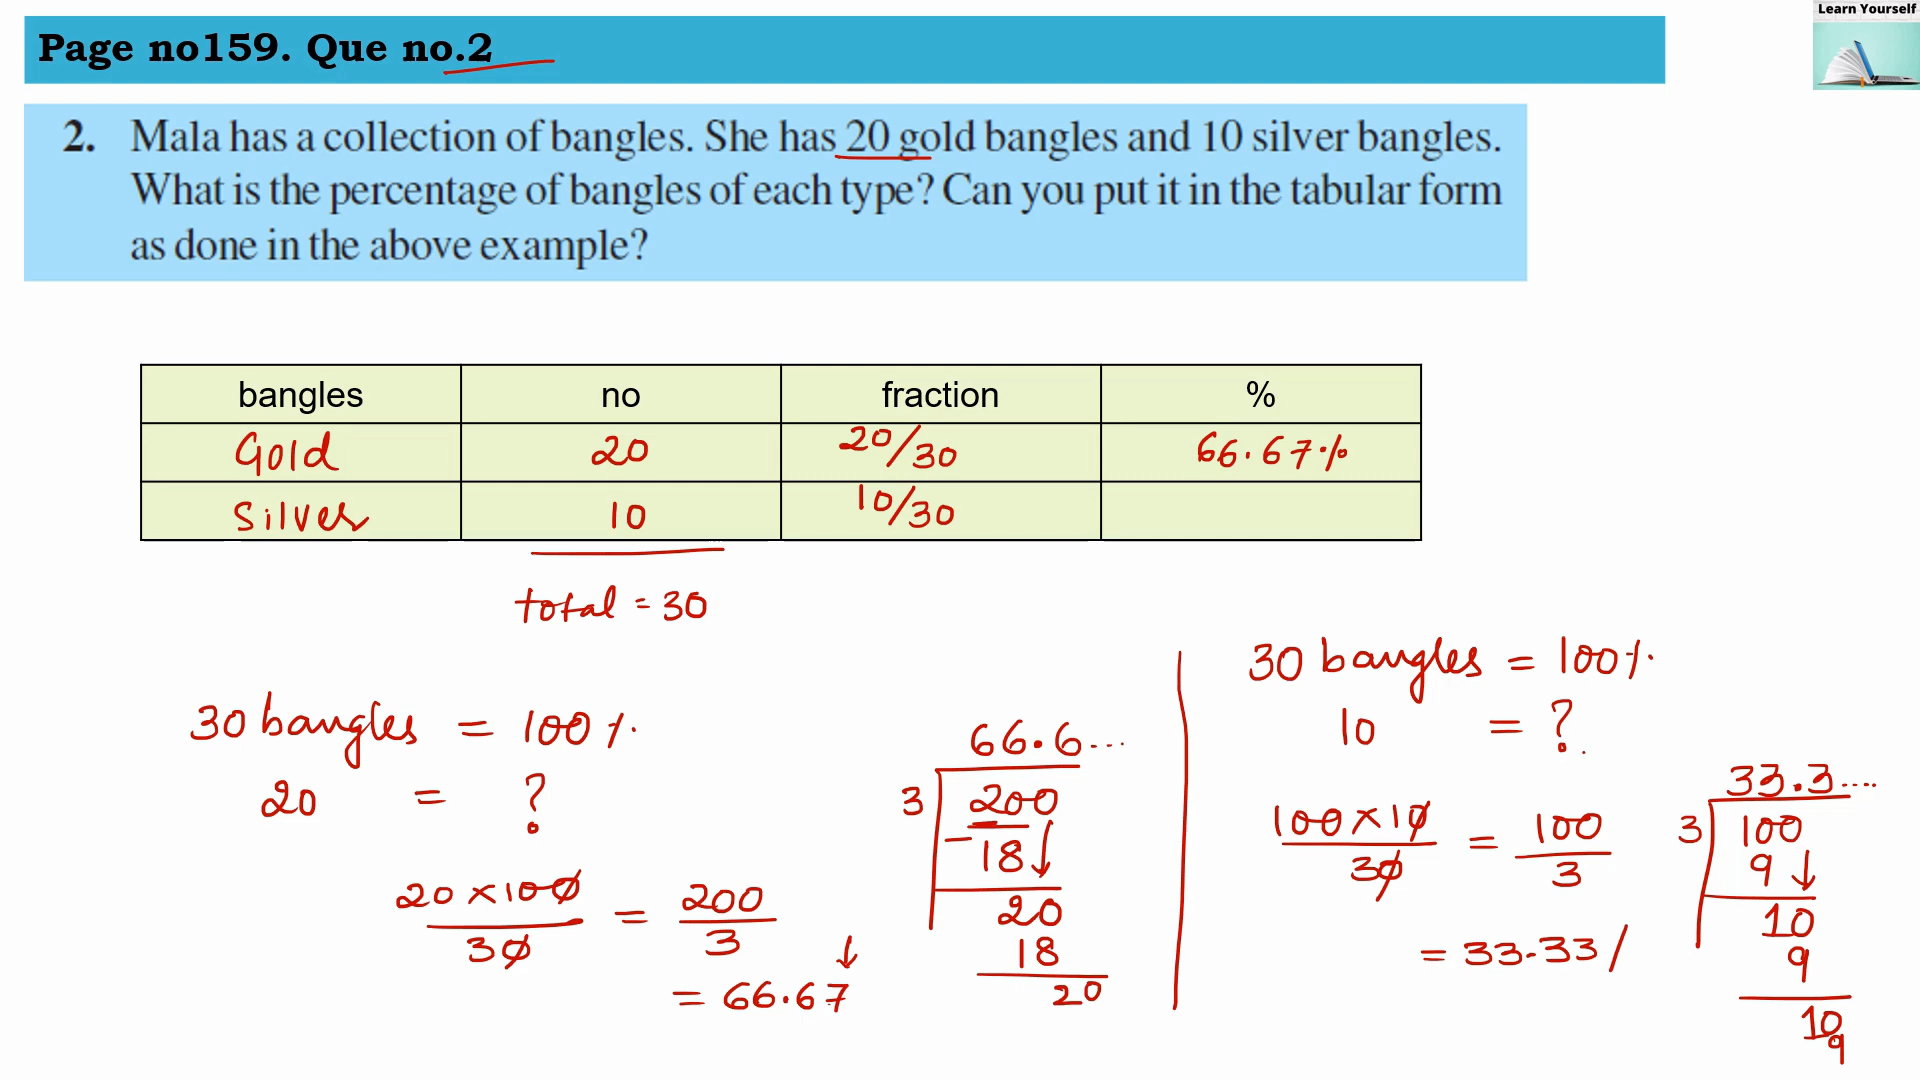 Learn Yourself
Page no159. Que no.2
2. Mala has a collection of bangles. She has 20 gold bangles and 10 silver bangles.
What is the percentage of bangles of each type? Can you put it in the tabular form
as done in the above example?
bangles no fraction %
Gold 20 20/30 66.67%
Silver 10 10/30
total = 30
30 bangles = 100%
20 = ?
20 × 100
30
= 200
3
= 66.67
66.6...
3 200
-18
20
18
20
30 bangles = 100%
10 = ?
100 × 10
30
= 100
3
= 33.33/
33.3....
3 100
9
10
9
10
9